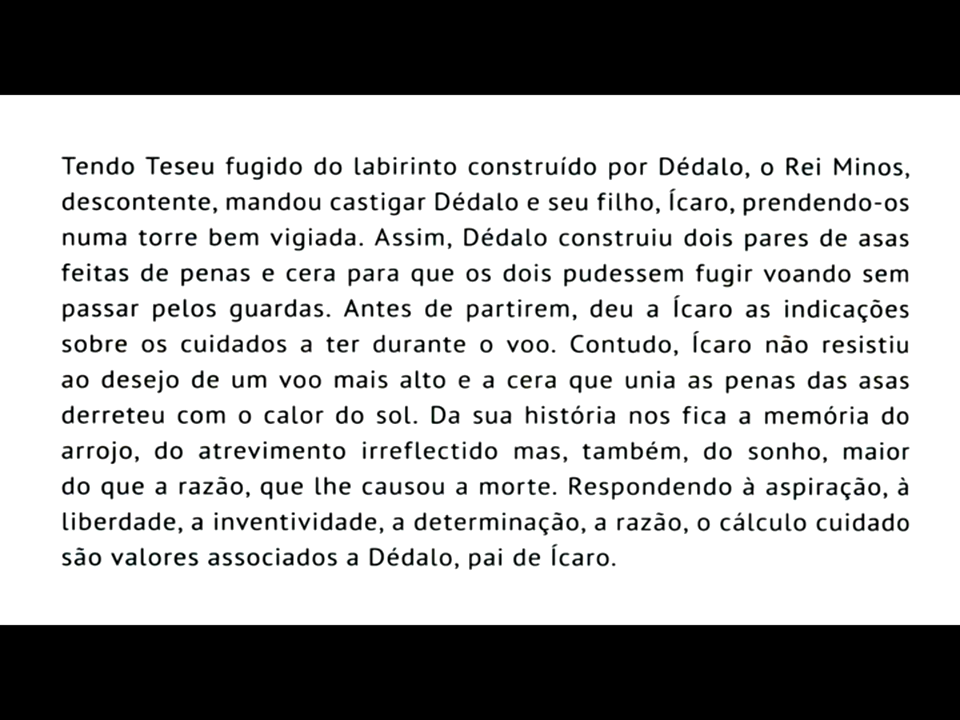 Tendo Teseu fugido do labirinto construído por Dédalo, o Rei Minos,
descontente, mandou castigar Dédalo e seu filho, Ícaro, prendendo-os
numa torre bem vigiada. Assim, Dédalo construiu dois pares de asas
feitas de penas e cera para que os dois pudessem fugir voando sem
passar pelos guardas. Antes de partirem, deu a Ícaro as indicações
sobre os cuidados a ter durante o voo. Contudo, Ícaro não resistiu
ao desejo de um voo mais alto e a cera que unia as penas das asas
derreteu com o calor do sol. Da sua história nos fica a memória do
arrojo, do atrevimento irreflectido mas, também, do sonho, maior
do que a razão, que lhe causou a morte. Respondendo à aspiração, à
liberdade, a inventividade, a determinação, a razão, o cálculo cuidado
são valores associados a Dédalo, pai de Ícaro.